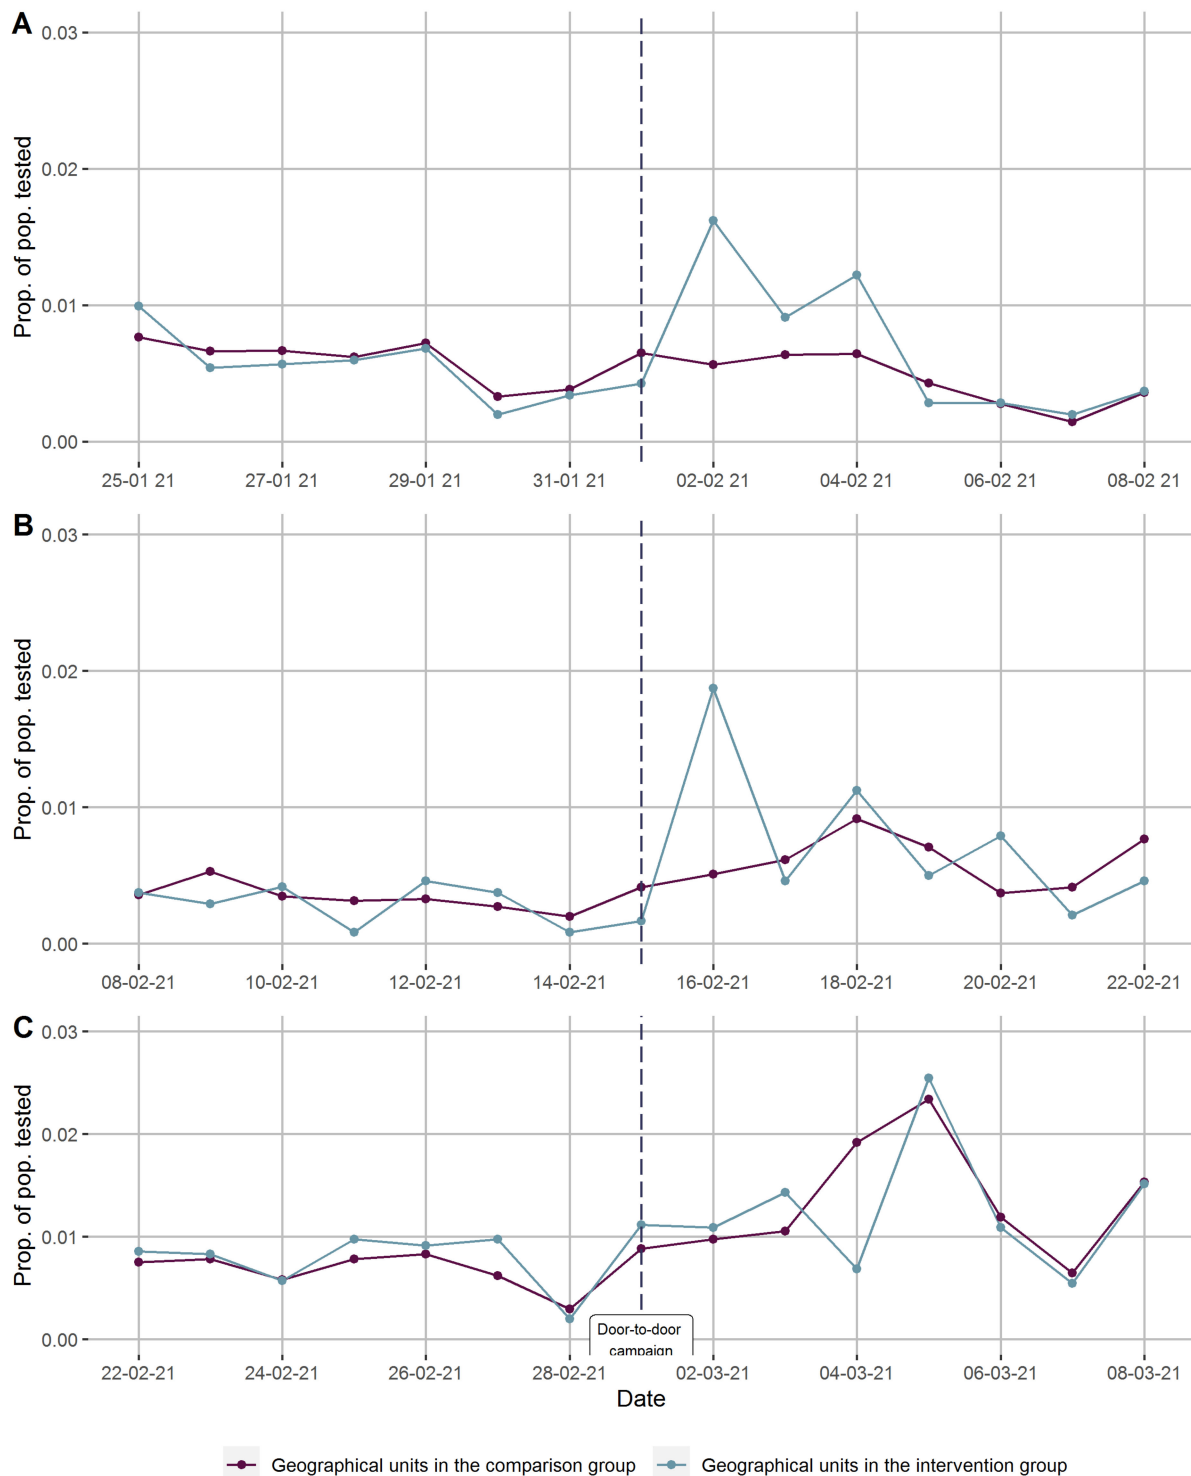 A
0.03
0.02
0.01
0.00
Prop. of pop. tested
25-01 21 27-01 21 29-01 21 31-01 21 02-02 21 04-02 21 06-02 21 08-02 21
B
0.03
0.02
0.01
0.00
Prop. of pop. tested
08-02-21 10-02-21 12-02-21 14-02-21 16-02-21 18-02-21 20-02-21 22-02-21
C
0.03
0.02
0.01
0.00
Prop. of pop. tested
Door-to-door
campaign
22-02-21 24-02-21 26-02-21 28-02-21 02-03-21 04-03-21 06-03-21 08-03-21
Date
Geographical units in the comparison group Geographical units in the intervention group